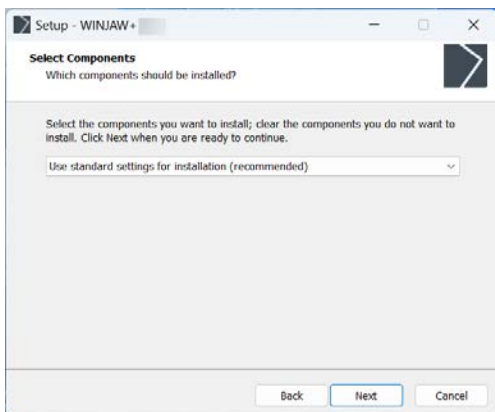 Setup - WINJAW+
Select Components
Which components should be installed?
Select the components you want to install; clear the components you do not want to
install. Click Next when you are ready to continue.
Use standard settings for installation (recommended)
Back Next Cancel